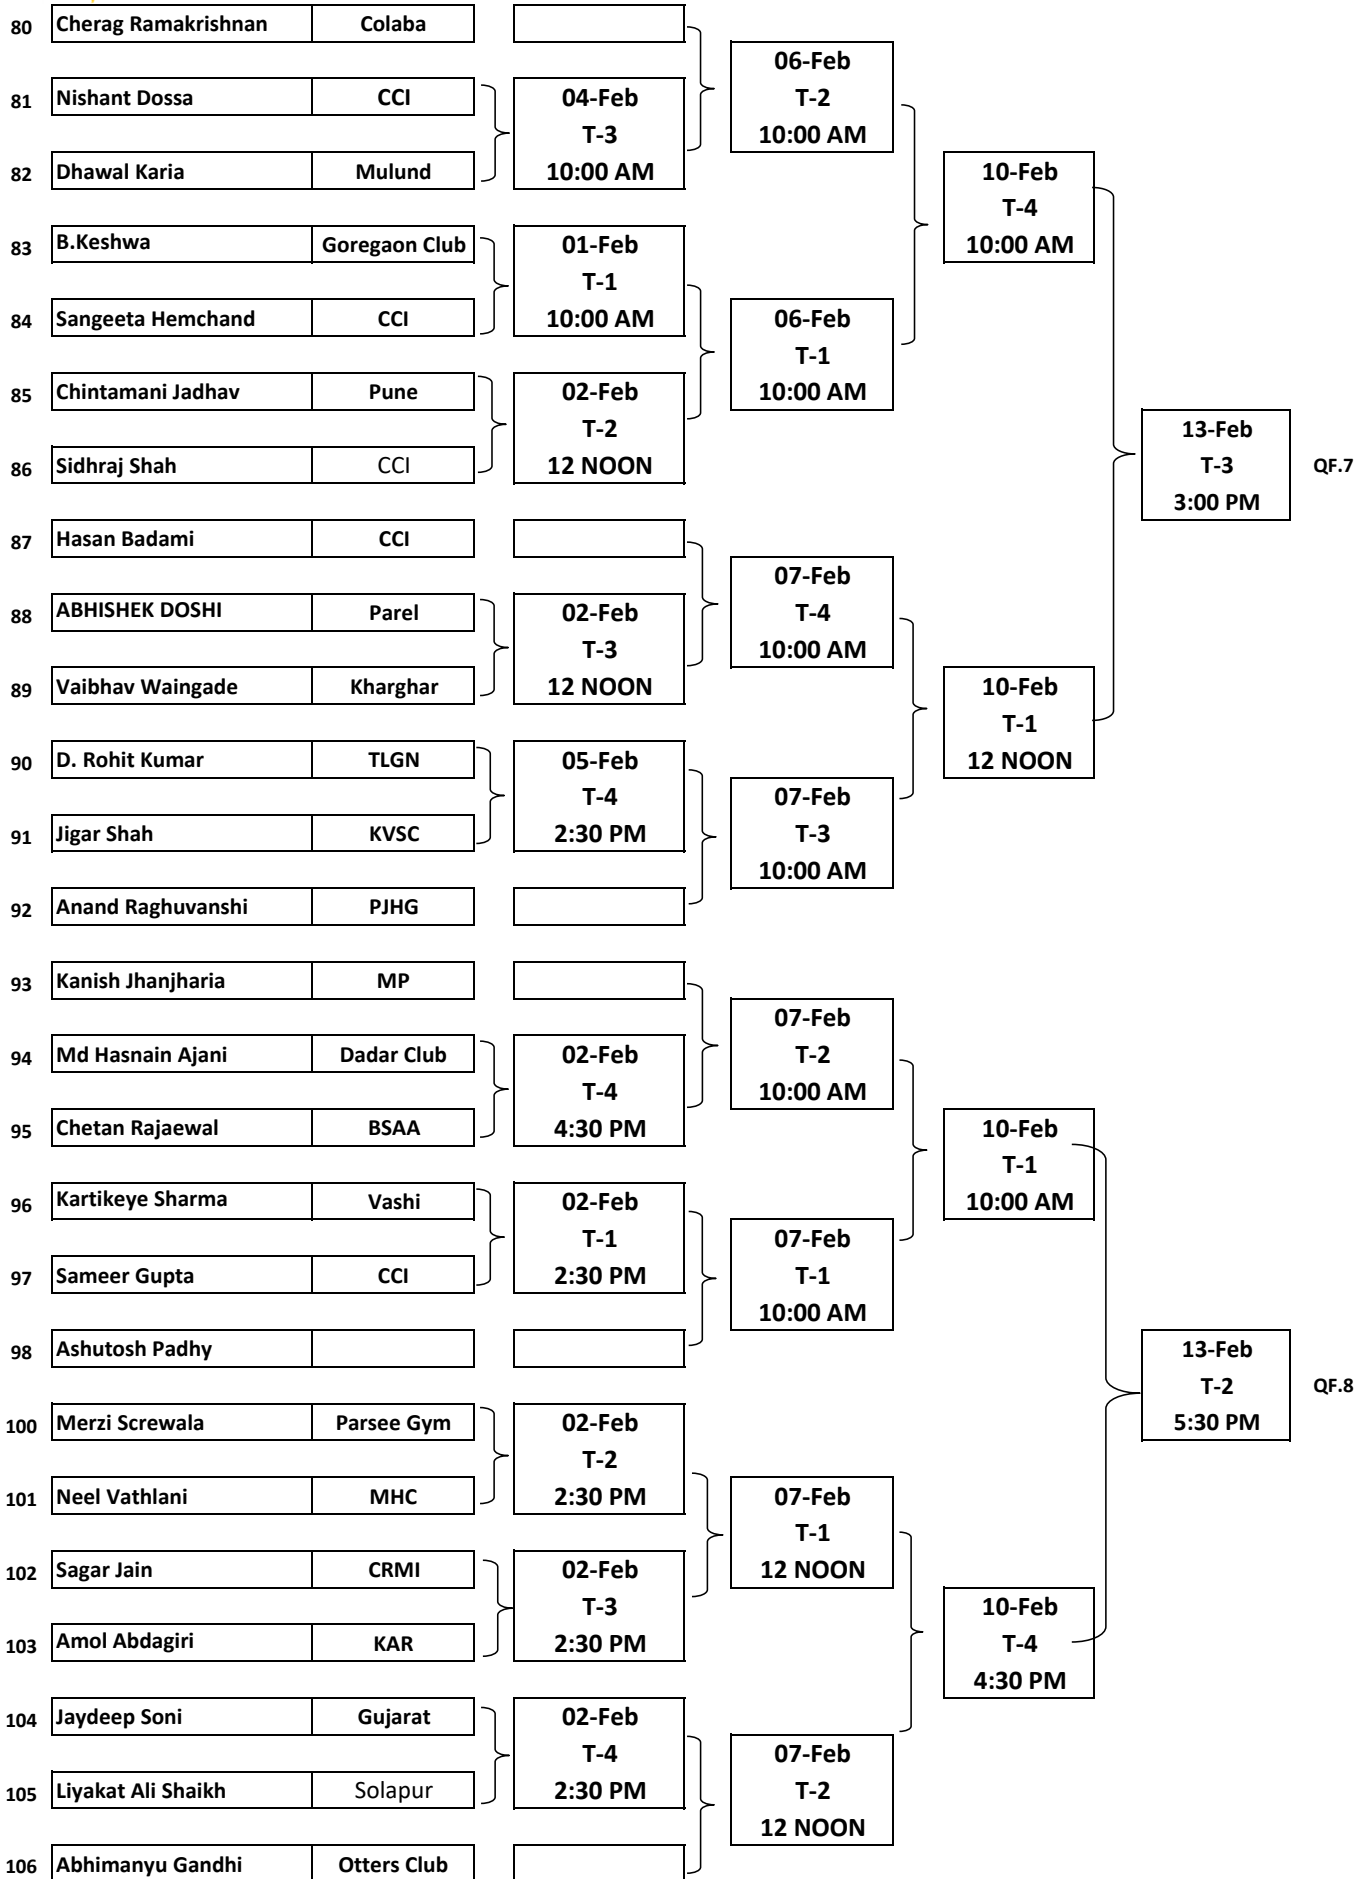 80 Cherag Ramakrishnan Colaba
06-Feb
81 Nishant Dossa CCI 04-Feb T-2
T-3 10:00 AM
82 Dhawal Karia Mulund 10:00 AM 10-Feb
T-4
83 B.Keshwa Goregaon Club 01-Feb 10:00 AM
T-1
84 Sangeeta Hemchand CCI 10:00 AM 06-Feb
T-1
85 Chintamani Jadhav Pune 02-Feb 10:00 AM
T-2 13-Feb
86 Sidhraj Shah CCI 12 NOON T-3 QF.7
3:00 PM
87 Hasan Badami CCI
07-Feb
88 ABHISHEK DOSHI Parel 02-Feb T-4
T-3 10:00 AM
89 Vaibhav Waingade Kharghar 12 NOON 10-Feb
T-1
90 D. Rohit Kumar TLGN 05-Feb 12 NOON
T-4 07-Feb
91 Jigar Shah KVSC 2:30 PM T-3
10:00 AM
92 Anand Raghuvanshi PJHG
93 Kanish Jhanjharia MP
07-Feb
94 Md Hasnain Ajani Dadar Club 02-Feb T-2
T-4 10:00 AM
95 Chetan Rajaewal BSAA 4:30 PM 10-Feb
T-1
96 Kartikeye Sharma Vashi 02-Feb 10:00 AM
T-1 07-Feb
97 Sameer Gupta CCI 2:30 PM T-1
10:00 AM
98 Ashutosh Padhy 13-Feb
T-2 QF.8
100 Merzi Screwala Parsee Gym 02-Feb 5:30 PM
T-2
101 Neel Vathlani MHC 2:30 PM 07-Feb
T-1
102 Sagar Jain CRMI 02-Feb 12 NOON
T-3 10-Feb
103 Amol Abdagiri KAR 2:30 PM T-4
4:30 PM
104 Jaydeep Soni Gujarat 02-Feb
T-4 07-Feb
105 Liyakat Ali Shaikh Solapur 2:30 PM T-2
12 NOON
106 Abhimanyu Gandhi Otters Club